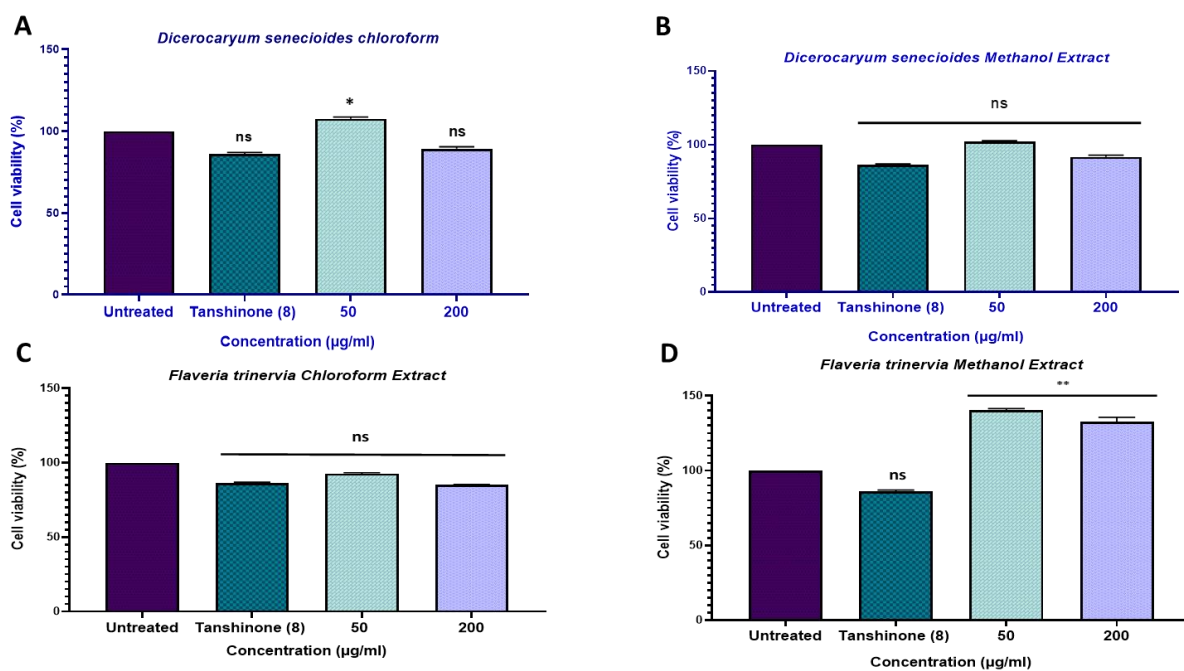 A
Dicerocaryum senecioides chloroform
150
100
50
0
Cell viability (%)
ns
*
ns
Untreated Tanshinone (8) 50 200
Concentration (µg/ml)
B
Dicerocaryum senecioides Methanol Extract
150
100
50
0
Cell viability (%)
ns
Untreated Tanshinone (8) 50 200
Concentration (µg/ml)
C
Flaveria trinervia Chloroform Extract
150
100
50
0
Cell viability (%)
ns
Untreated Tanshinone (8) 50 200
Concentration (µg/ml)
D
Flaveria trinervia Methanol Extract
150
100
50
0
Cell viability (%)
ns
**
Untreated Tanshinone (8) 50 200
Concentration (µg/ml)